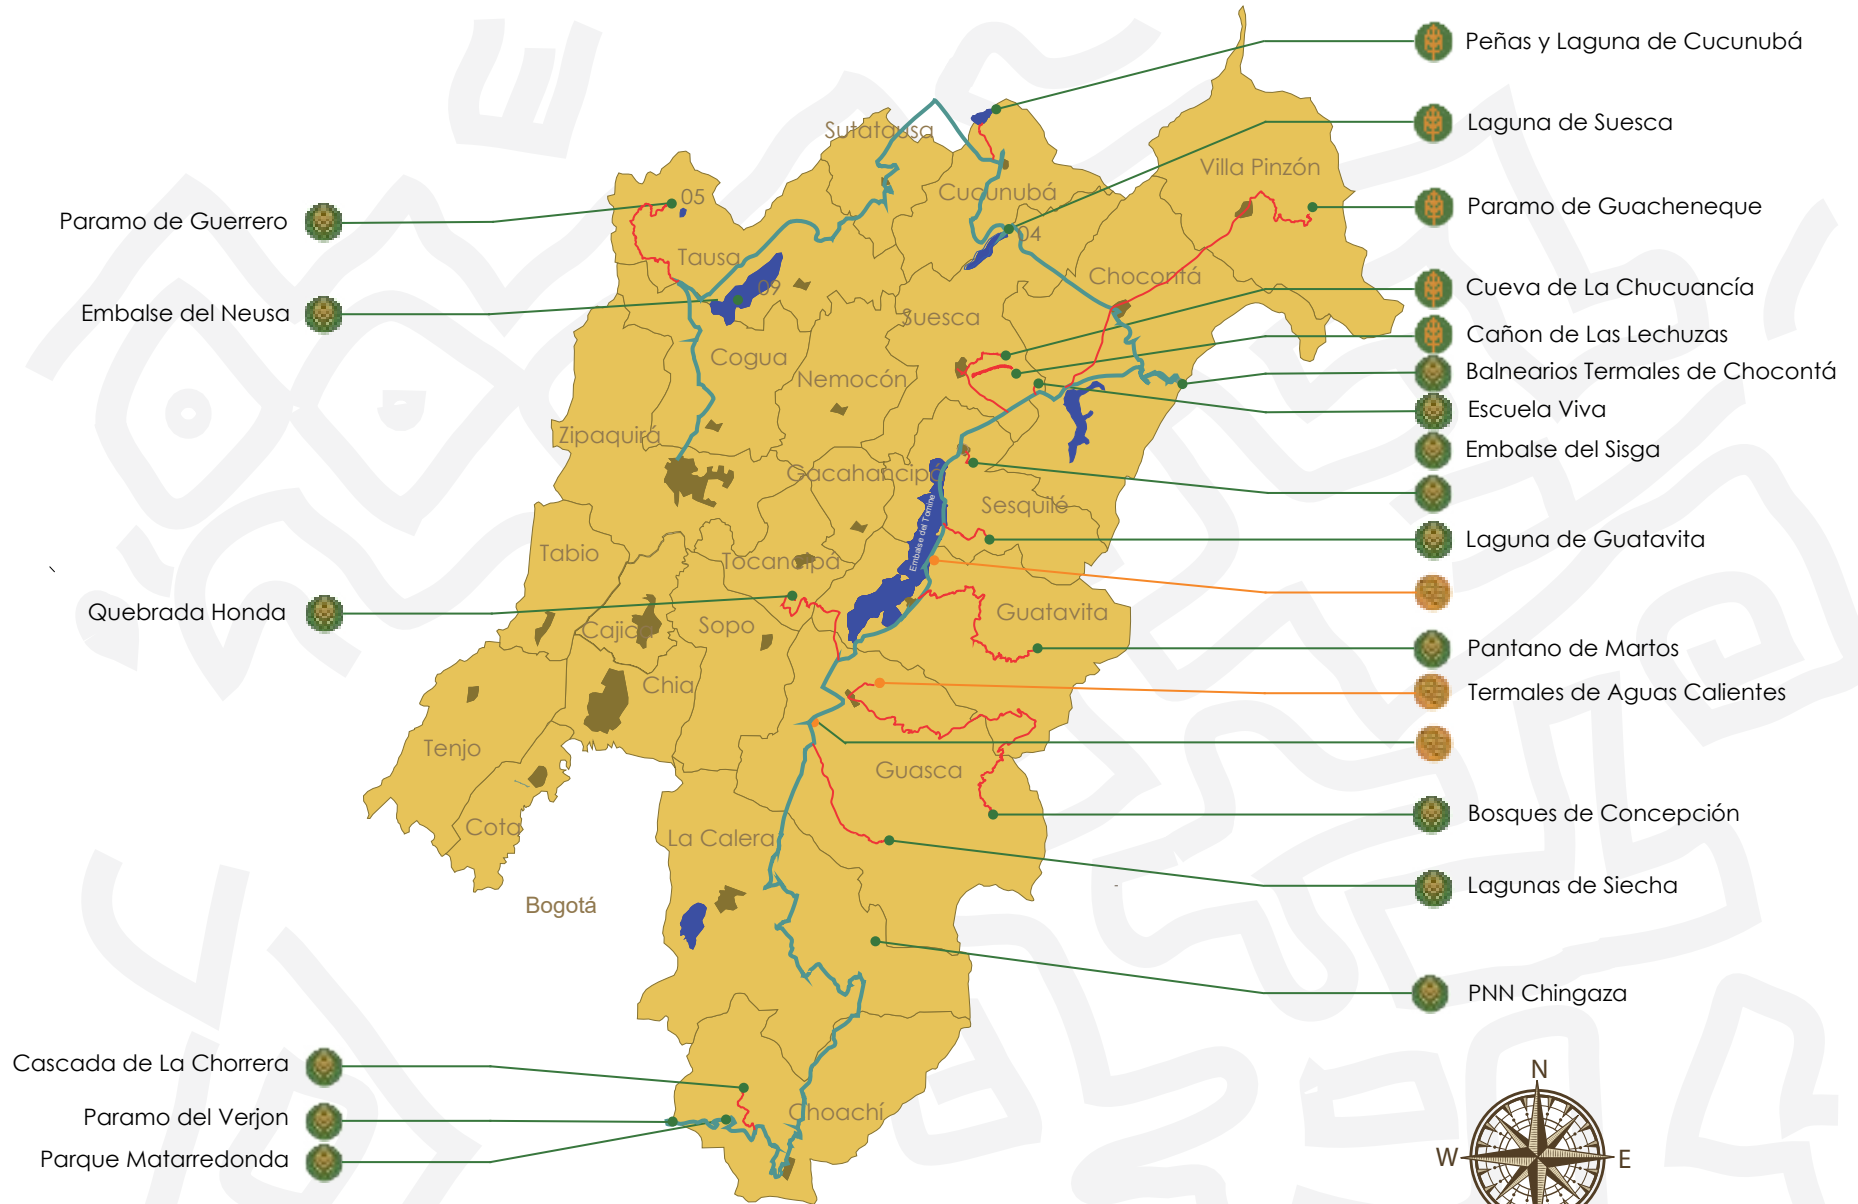 Peñas y Laguna de Cucunubá
Laguna de Suesca
Sutatausa
Villa Pinzón
Cucunubá
05
Paramo de Guerrero
Paramo de Guacheneque
04
Tausa
Chocontá
09
Cueva de La Chucuancía
Embalse del Neusa
Suesca
Cañon de Las Lechuzas
Cogua
Nemocón
Balnearios Termales de Chocontá
Escuela Viva
Zipaquirá
Embalse del Sisga
Gacahancipá
Sesquilé
Embalse del Tomine
Laguna de Guatavita
Tabio
Tocancipá
Quebrada Honda
Guatavita
Cajica
Sopo
Pantano de Martos
Chia
Termales de Aguas Calientes
Tenjo
Guasca
Bosques de Concepción
Cota
La Calera
Lagunas de Siecha
Bogotá
PNN Chingaza
Cascada de La Chorrera
N
Choachí
Paramo del Verjon
Parque Matarredonda
W
E